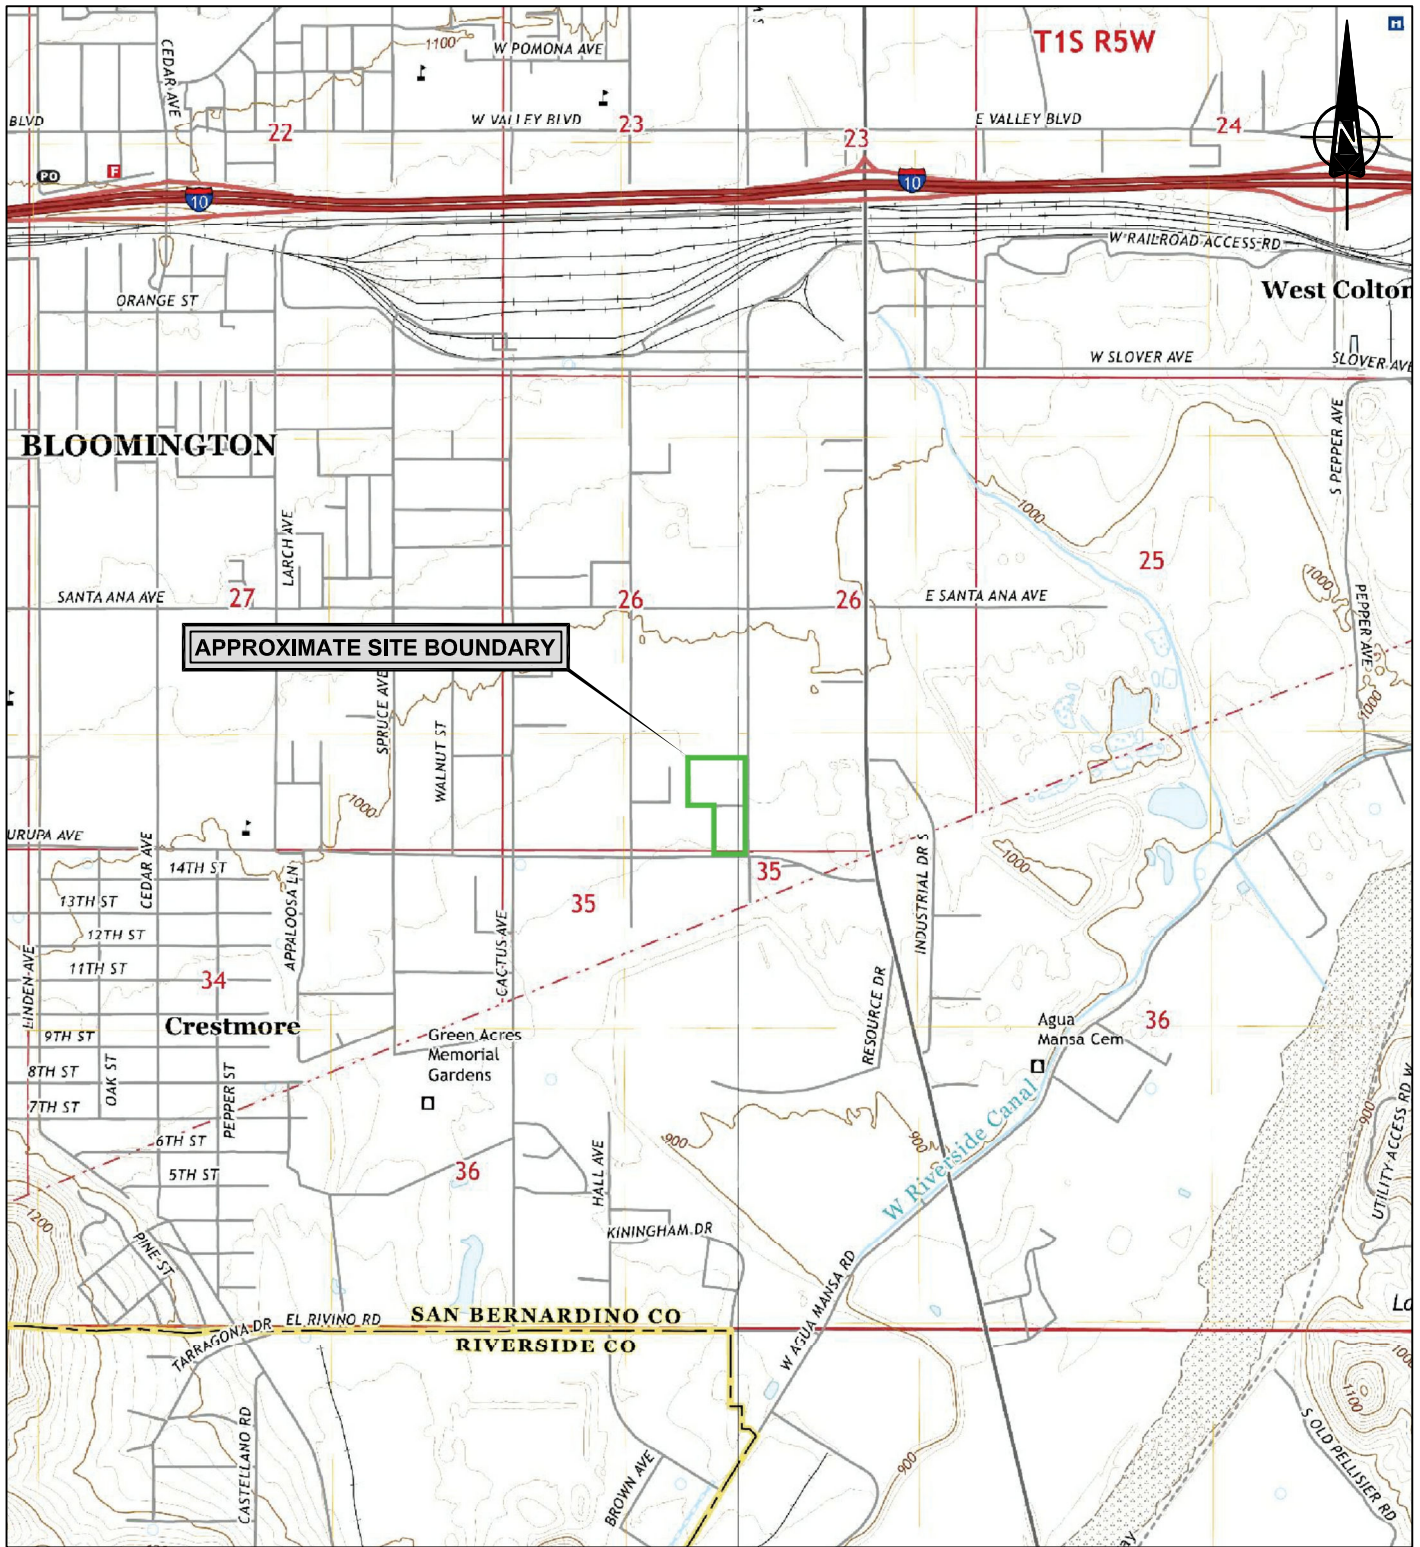 T1S R5W
H
N
CEDAR AVE
1100
W POMONA AVE
BLVD
22
W VALLEY BLVD
23
23
E VALLEY BLVD
24
PO
F
10
10
W RAILROAD ACCESS RD
ORANGE ST
West Colton
W SLOVER AVE
SLOVER AVE
BLOOMINGTON
S PEPPER AVE
1000
LARCH AVE
25
1000
SANTA ANA AVE
27
26
26
E SANTA ANA AVE
PEPPER AVE
APPROXIMATE SITE BOUNDARY
SPRUCE AVE
WALNUT ST
1000
1000
URUPA AVE
CEDAR AVE
14TH ST
35
1000
INDUSTRIAL DR S
13TH ST
APPALOOSA LN
35
12TH ST
CACTUS AVE
LINDEN AVE
11TH ST
34
RESOURCE DR
Crestmore
Agua
Mansa Cem
36
9TH ST
Green Acres
Memorial
Gardens
8TH ST
OAK ST
PEPPER ST
7TH ST
900
UTILITY ACCESS RD W
6TH ST
900
900
W Riverside Canal
5TH ST
36
HALL AVE
1200
PINE ST
KININGHAM DR
W AGUA MANSA RD
SAN BERNARDINO CO
EL RIVINO RD
RIVERSIDE CO
TARRAGONA DR
Lo
1000
1100
CASTELLANO RD
BROWN AVE
900
S OLD PELLISIER RD
ay